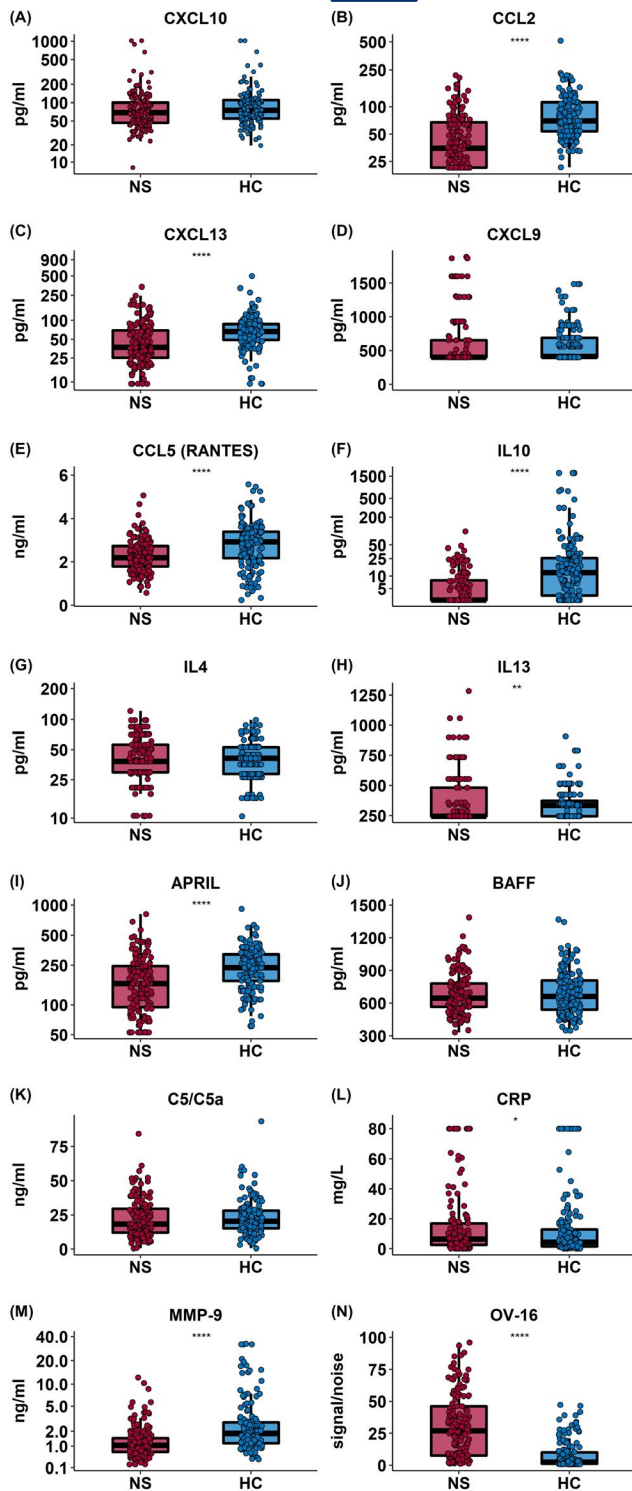 (A) CXCL10
1000
500
200
100
50
20
10
pg/ml
NS HC
(B) CCL2
****
500
250
100
50
25
pg/ml
NS HC
(C) CXCL13
****
900
500
250
100
50
25
10
pg/ml
NS HC
(D) CXCL9
1500
1000
500
0
pg/ml
NS HC
(E) CCL5 (RANTES)
****
6
4
2
0
ng/ml
NS HC
(F) IL10
****
1500
500
200
50
25
10
5
pg/ml
NS HC
(G) IL4
200
100
50
25
10
pg/ml
NS HC
(H) IL13
**
1250
1000
750
500
250
pg/ml
NS HC
(I) APRIL
****
1000
500
250
100
50
pg/ml
NS HC
(J) BAFF
1500
1200
900
600
300
pg/ml
NS HC
(K) C5/C5a
75
50
25
0
ng/ml
NS HC
(L) CRP
*
80
60
40
20
0
mg/L
NS HC
(M) MMP-9
****
40.0
20.0
10.0
5.0
2.0
1.0
0.1
ng/ml
NS HC
(N) OV-16
****
100
75
50
25
0
signal/noise
NS HC